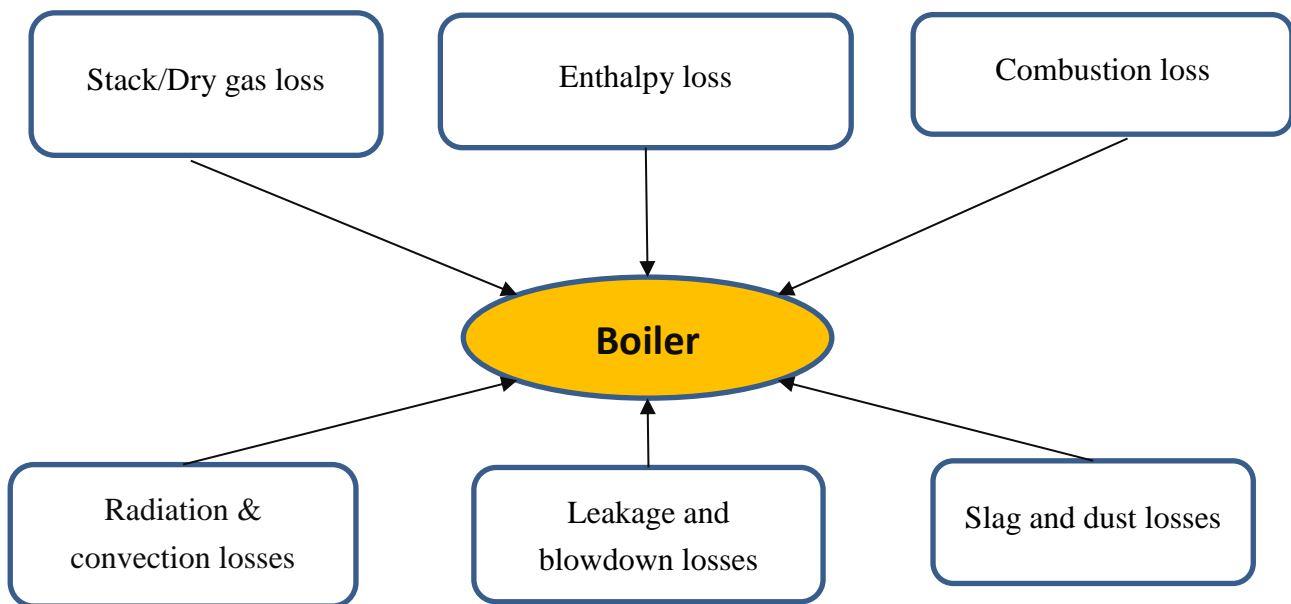 Stack/Dry gas loss
Enthalpy loss
Combustion loss
Boiler
Radiation &
convection losses
Leakage and
blowdown losses
Slag and dust losses